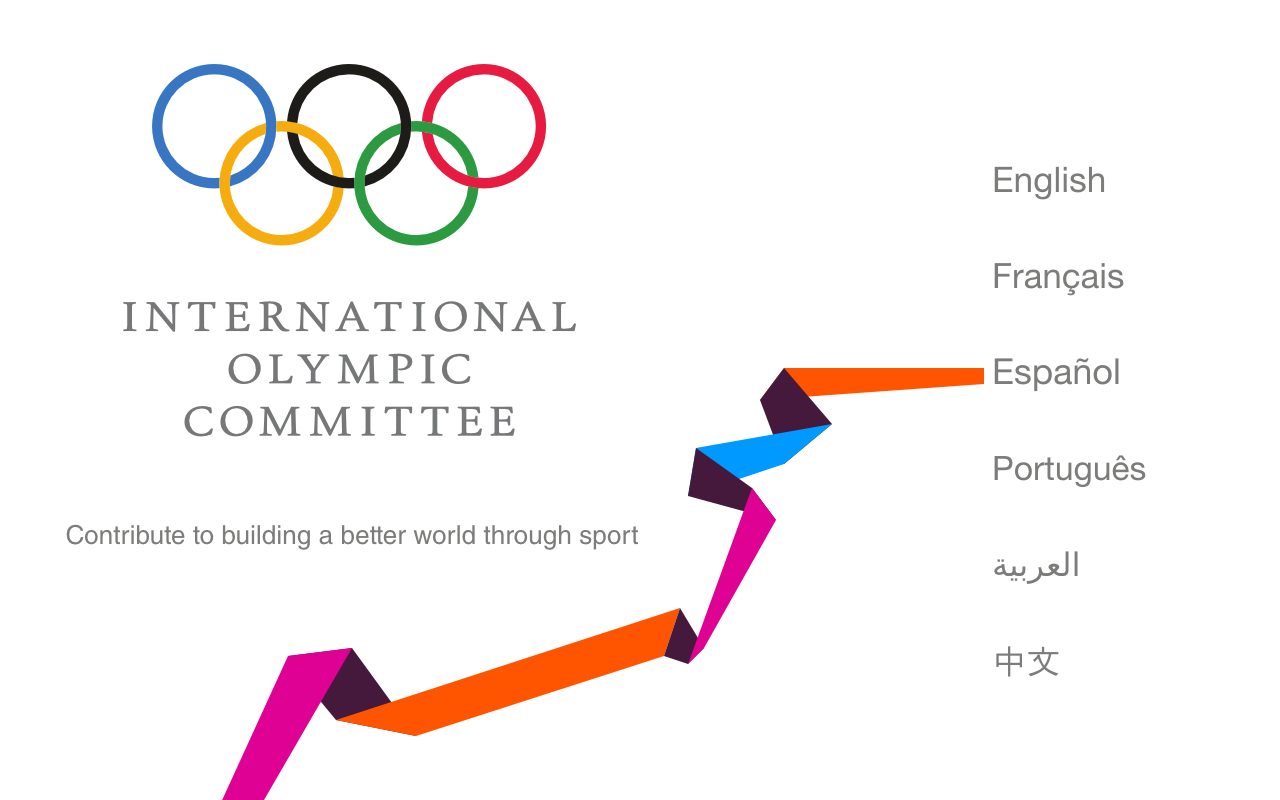 INTERNATIONAL
OLYMPIC
COMMITTEE
Contribute to building a better world through sport
English
Français
Español
Português
العربية
中文